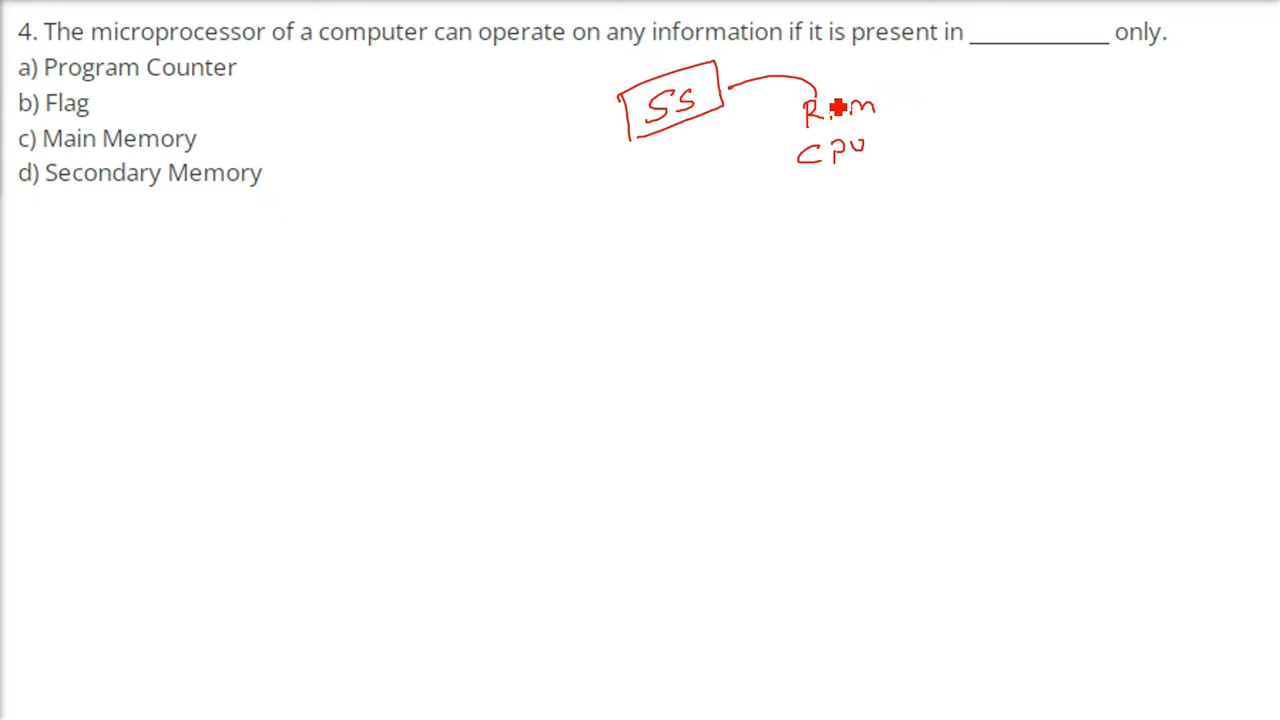 4. The microprocessor of a computer can operate on any information if it is present in ____________ only.
a) Program Counter
b) Flag
c) Main Memory
d) Secondary Memory
SS
CPU